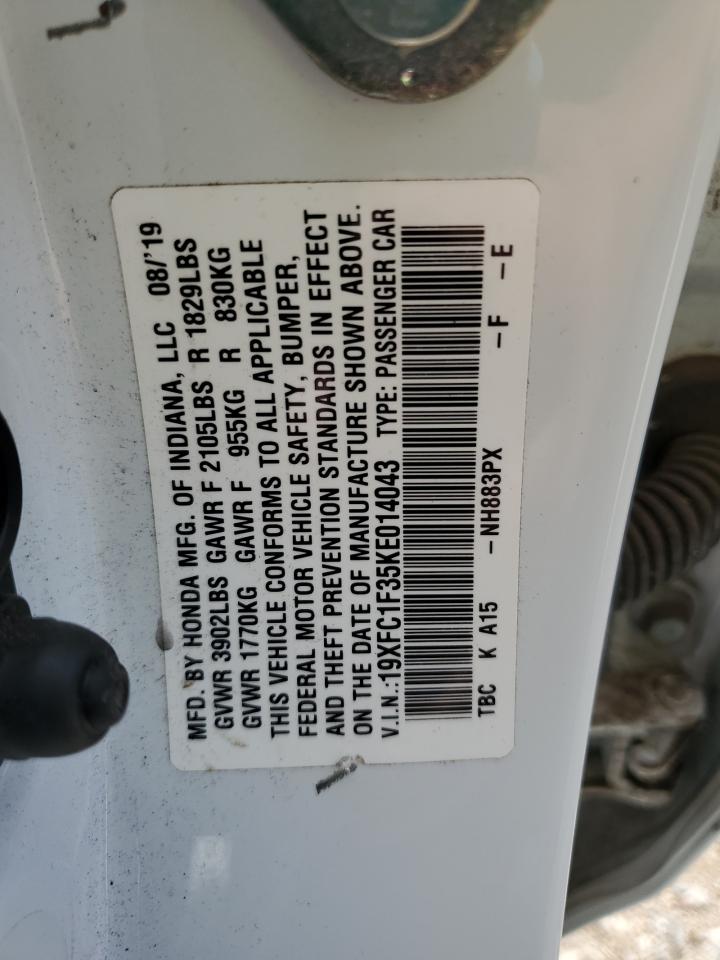 MFD. BY HONDA MFG. OF INDIANA, LLC 08/'19
GVWR 3902LBS GAWR F 2105LBS R 1829LBS
GVWR 1770KG GAWR F 955KG R 830KG
THIS VEHICLE CONFORMS TO ALL APPLICABLE
FEDERAL MOTOR VEHICLE SAFETY, BUMPER,
AND THEFT PREVENTION STANDARDS IN EFFECT
ON THE DATE OF MANUFACTURE SHOWN ABOVE.
V.I.N.:19XFC1F35KE014043 TYPE: PASSENGER CAR
TBC K A15 -NH883PX -F -E